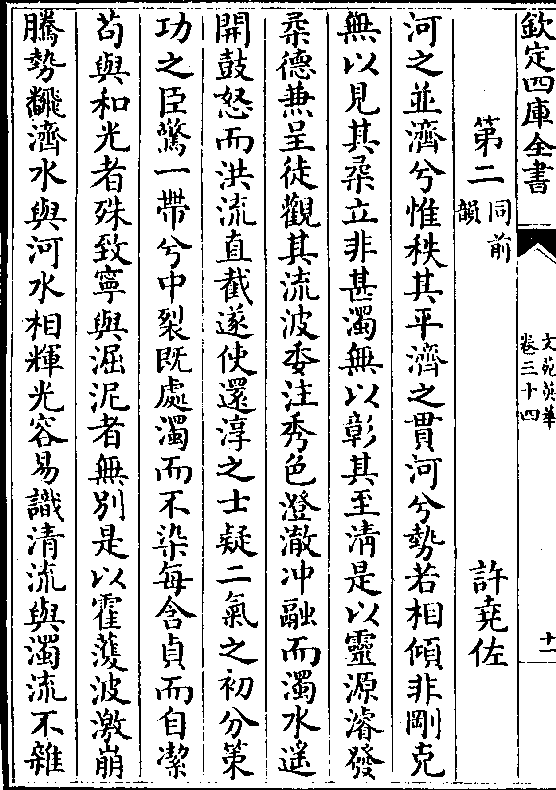 欽定四庫全書
文苑英華
卷三十四
十一
第二同前韻 許堯佐
河之並濟兮惟秩其平濟之貫河兮勢若相傾非剛克
無以見其柔立非甚濁無以彰其至清是以靈源濬發
柔德兼呈徒觀其流波委注秀色澄澈冲融而濁水遙
開鼓怒而洪流直截遂使還淳之士疑二氣之初分策
功之臣驚一帶兮中裂既處濁而不染每含貞而自潔
苟與和光者殊致寧與淈泥者無別是以霍濩波激崩
騰勢飜濟水與河水相輝光容易識清流與濁流不雜